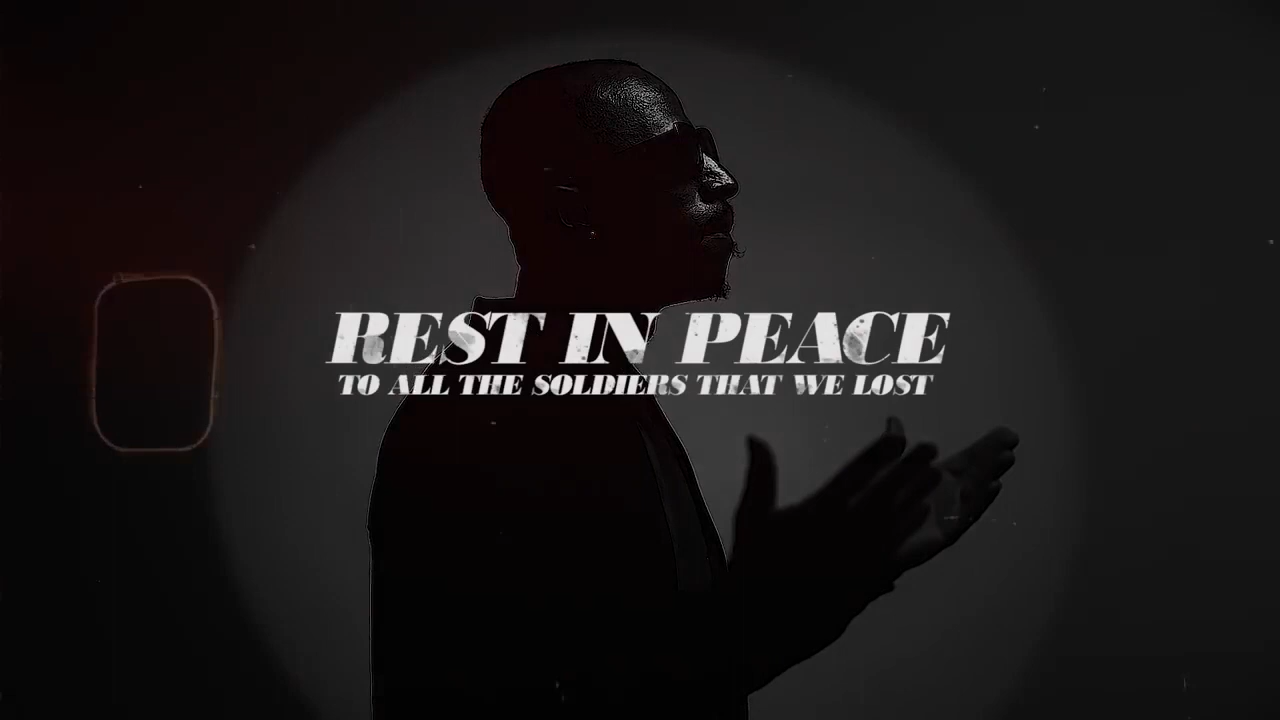 REST IN PEACE
TO ALL THE SOLDIERS THAT WE LOST